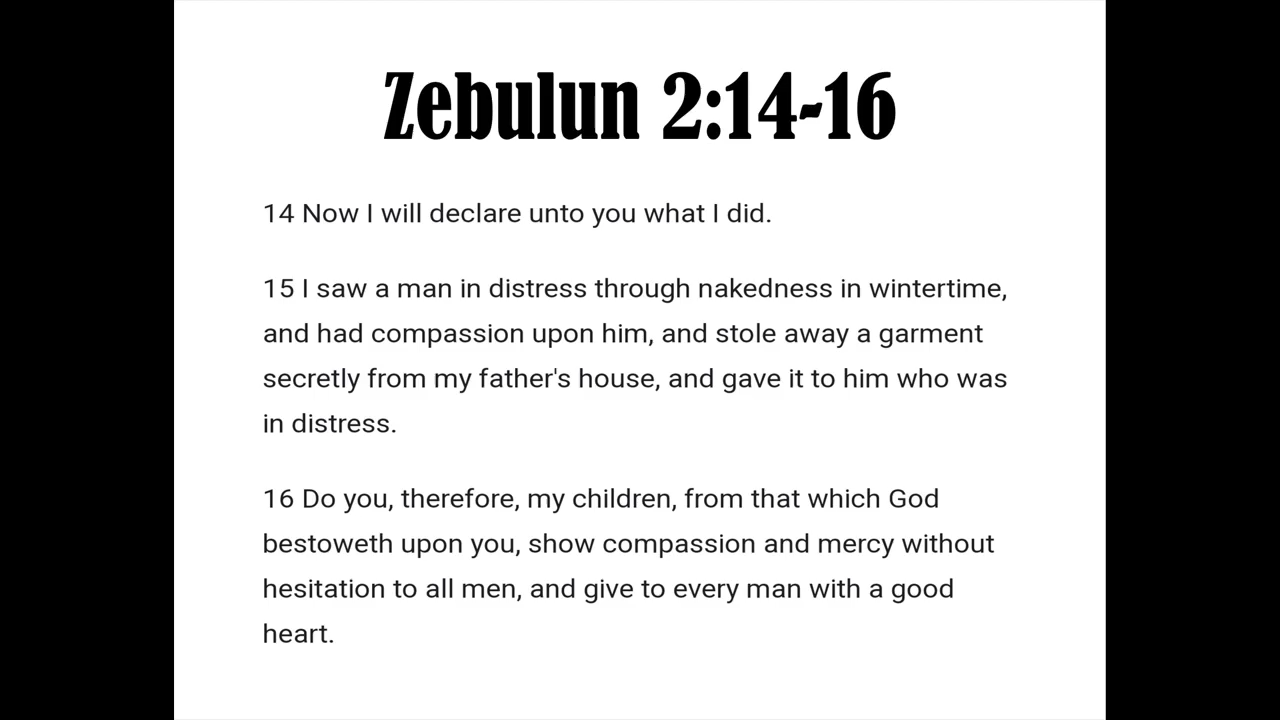 Zebulun 2:14-16
14 Now I will declare unto you what I did.
15 I saw a man in distress through nakedness in wintertime,
and had compassion upon him, and stole away a garment
secretly from my father's house, and gave it to him who was
in distress.
16 Do you, therefore, my children, from that which God
bestoweth upon you, show compassion and mercy without
hesitation to all men, and give to every man with a good
heart.